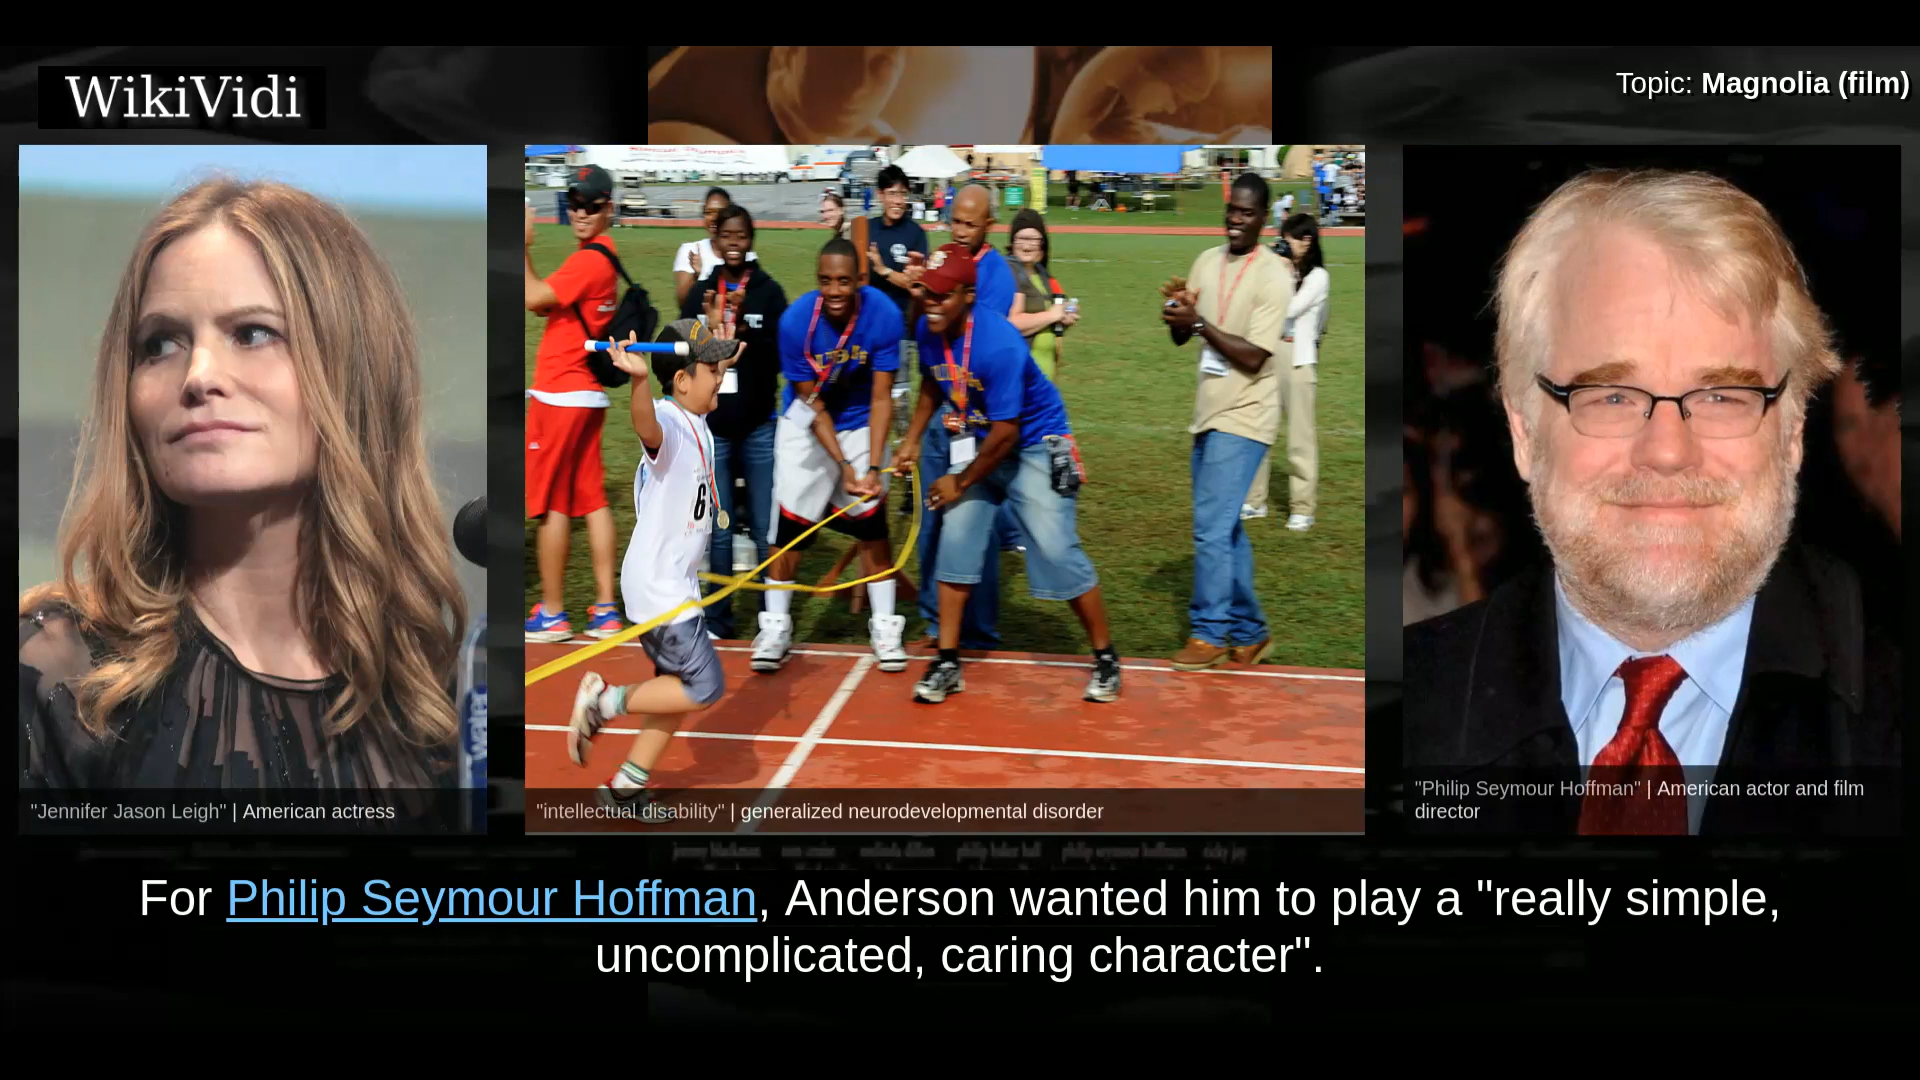 WikiVidi
Topic: Magnolia (film)
"Jennifer Jason Leigh" | American actress
"intellectual disability" | generalized neurodevelopmental disorder
"Philip Seymour Hoffman" | American actor and film
director
For Philip Seymour Hoffman, Anderson wanted him to play a "really simple,
uncomplicated, caring character".